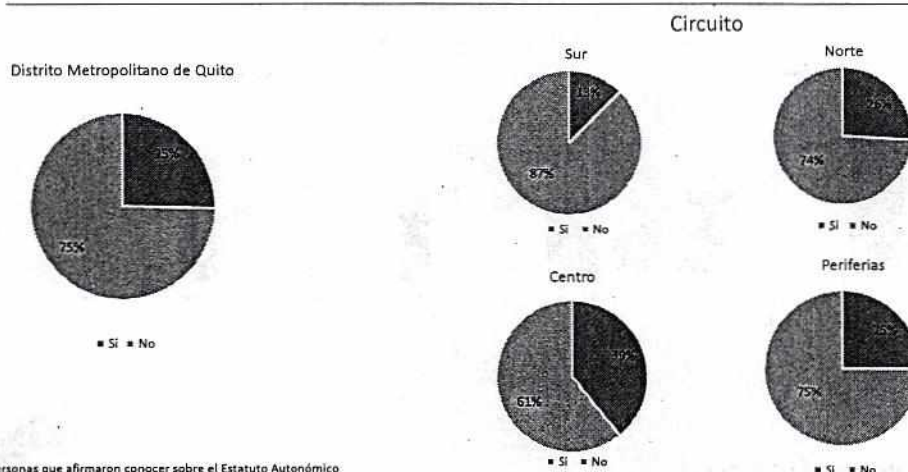 Circuito
Distrito Metropolitano de Quito
25%
75%
■ Si ■ No
Sur
13%
87%
■ Si ■ No
Norte
26%
74%
■ Si ■ No
Centro
39%
61%
■ Si ■ No
Periferias
25%
75%
■ Si ■ No
que afirmaron conocer sobre el Estatuto Autonómico